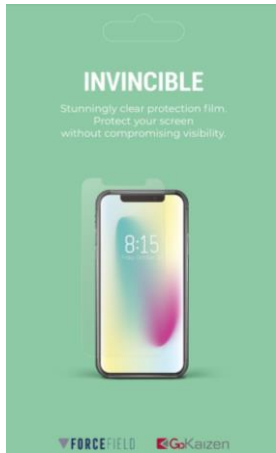 INVINCIBLE
Stunningly clear protection film.
Protect your screen
without compromising visibility.
8:15
FORCEFIELD GoKaizen